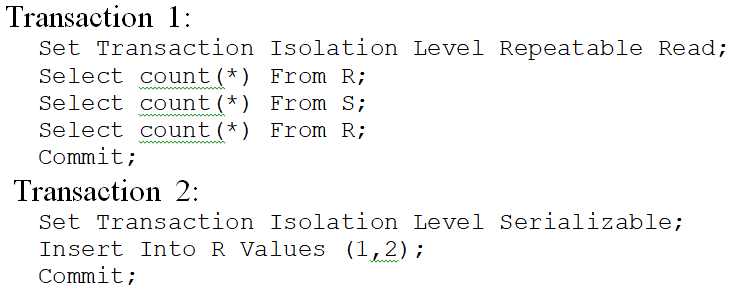 Transaction 1:
Set Transaction Isolation Level Repeatable Read;
Select count(*) From R;
Select count(*) From S;
Select count(*) From R;
Commit;
Transaction 2:
Set Transaction Isolation Level Serializable;
Insert Into R Values (1,2);
Commit;